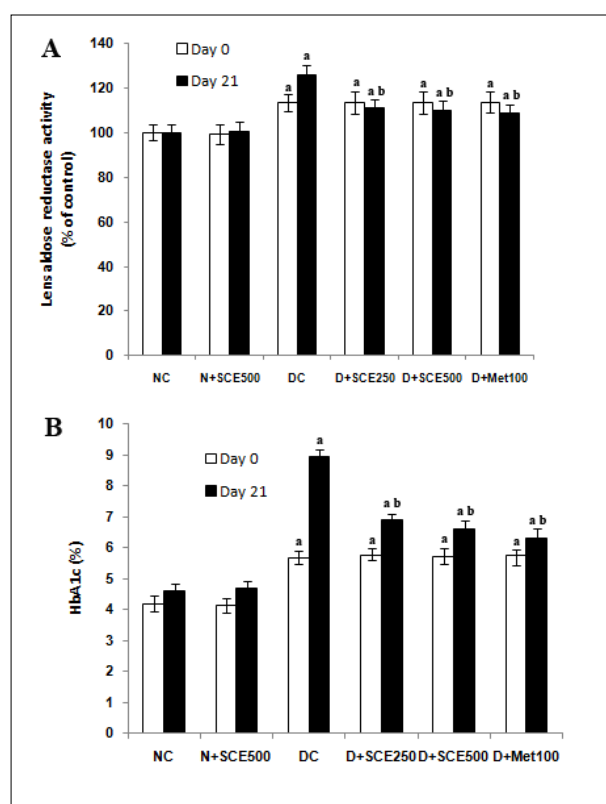 A
Lens aldose reductase activity
(% of control)
140
120
100
80
60
40
20
0
Day 0
Day 21
a a a a b a a b a a b
NC N+SCE500 DC D+SCE250 D+SCE500 D+Met100
B
HbA1c (%)
10
9
8
7
6
5
4
3
2
1
0
Day 0
Day 21
a a a a b a a b a a b
NC N+SCE500 DC D+SCE250 D+SCE500 D+Met100